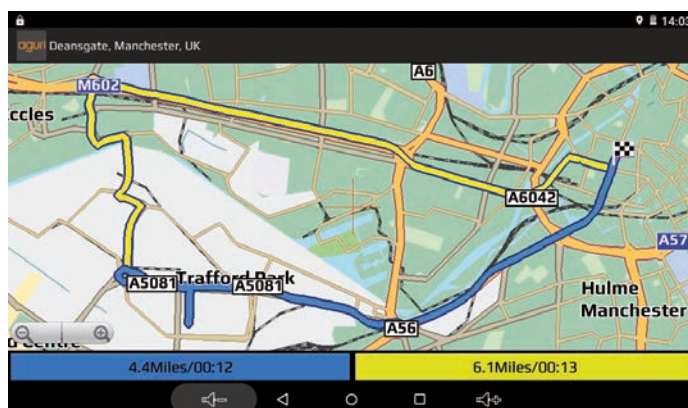 14:03
aguri Deansgate, Manchester, UK
A6
M602
ccles
A6042
A57
A5081
Trafford Park
A5081
Hulme
Manchester
A56
d Centre
4.4Miles/00:12
6.1Miles/00:13